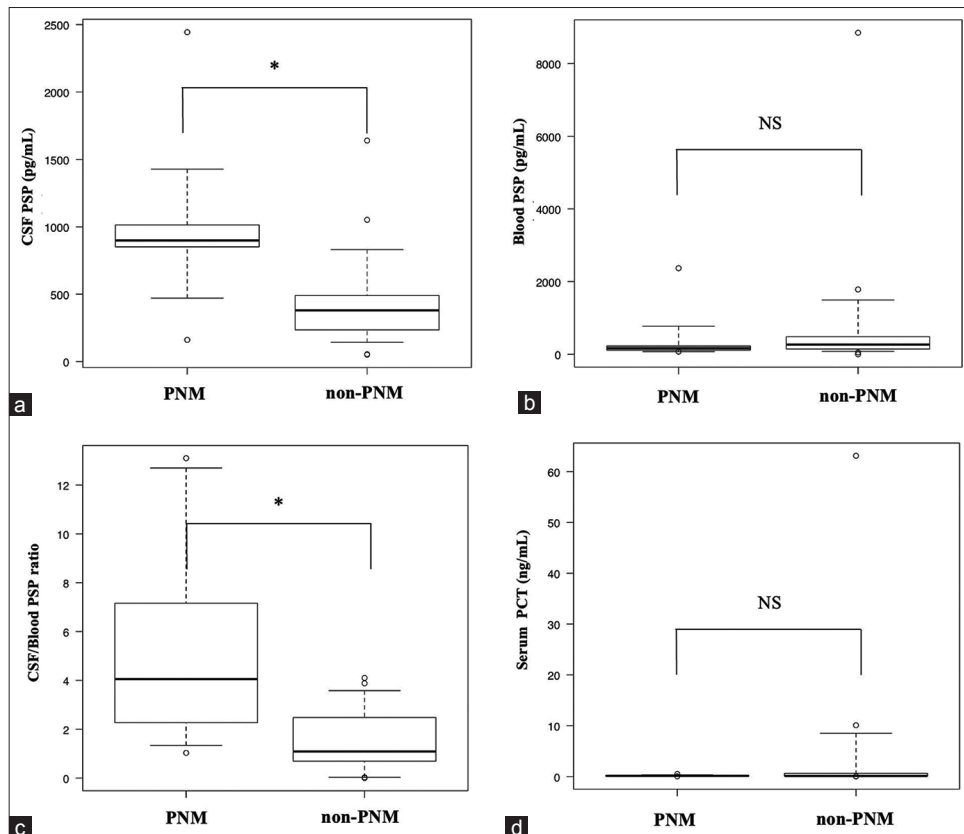 2500
2000
1500
1000
500
0
CSF PSP (pg/mL)
*
PNM
non-PNM
a
8000
6000
4000
2000
0
Blood PSP (pg/mL)
NS
PNM
non-PNM
b
12
10
8
6
4
2
0
CSF/Blood PSP ratio
*
PNM
non-PNM
c
60
50
40
30
20
10
0
Serum PCT (ng/mL)
NS
PNM
non-PNM
d